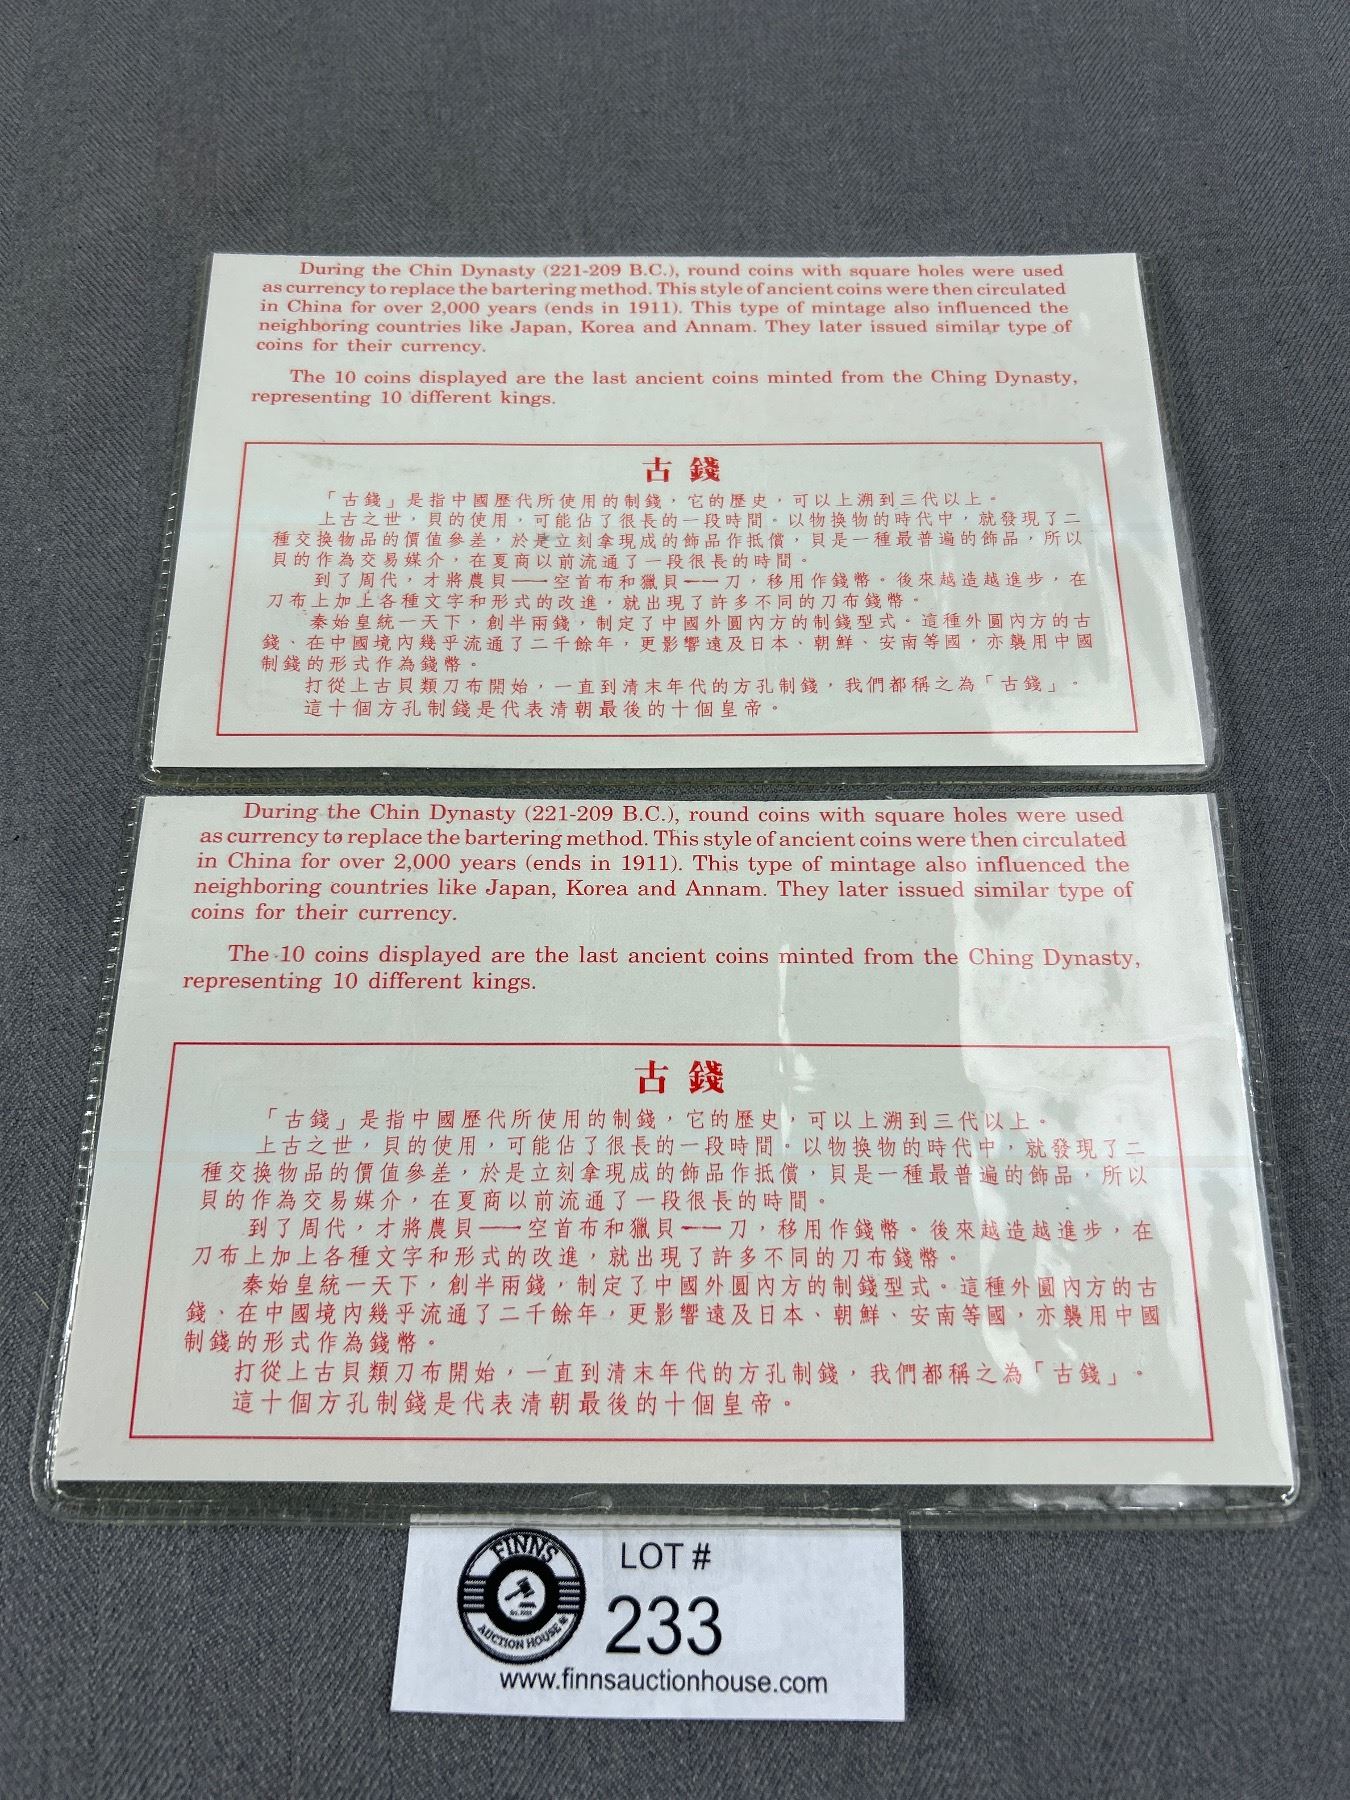 During the Chin Dynasty (221-209 B.C.), round coins with square holes were used
as currency to replace the bartering method. This style of ancient coins were then circulated
in China for over 2,000 years (ends in 1911). This type of mintage also influenced the
neighboring countries like Japan, Korea and Annam. They later issued similar type of
coins for their currency.
The 10 coins displayed are the last ancient coins minted from the Ching Dynasty,
representing 10 different kings.
古錢
「古錢」是指中國歷代所使用的制錢，它的歷史，可以上溯到三代以上。
上古之世，貝的使用，可能佔了很長的一段時間。以物換物的時代中，就發現了二
種交換物品的價值參差，於是立刻拿現成的飾品作抵償，貝是一種最普遍的飾品，所以
貝的作為交易媒介，在夏商以前流通了一段很長的時間。
到了周代，才將農貝——空首布和獵貝——刀，移用作錢幣。後來越造越進步，在
刀布上加上各種文字和形式的改進，就出現了許多不同的刀布錢幣。
秦始皇統一天下，創半兩錢，制定了中國外圓內方的制錢型式。這種外圓內方的古
錢、在中國境內幾乎流通了二千餘年，更影響遠及日本、朝鮮、安南等國，亦襲用中國
制錢的形式作為錢幣。
打從上古貝類刀布開始，一直到清末年代的方孔制錢，我們都稱之為「古錢」。
這十個方孔制錢是代表清朝最後的十個皇帝。
During the Chin Dynasty (221-209 B.C.), round coins with square holes were used
as currency to replace the bartering method. This style of ancient coins were then circulated
in China for over 2,000 years (ends in 1911). This type of mintage also influenced the
neighboring countries like Japan, Korea and Annam. They later issued similar type of
coins for their currency.
The 10 coins displayed are the last ancient coins minted from the Ching Dynasty,
representing 10 different kings.
古錢
「古錢」是指中國歷代所使用的制錢，它的歷史，可以上溯到三代以上。
上古之世，貝的使用，可能佔了很長的一段時間。以物換物的時代中，就發現了二
種交換物品的價值參差，於是立刻拿現成的飾品作抵償，貝是一種最普遍的飾品，所以
貝的作為交易媒介，在夏商以前流通了一段很長的時間。
到了周代，才將農貝——空首布和獵貝——刀，移用作錢幣。後來越造越進步，在
刀布上加上各種文字和形式的改進，就出現了許多不同的刀布錢幣。
秦始皇統一天下，創半兩錢，制定了中國外圓內方的制錢型式。這種外圓內方的古
錢、在中國境內幾乎流通了二千餘年，更影響遠及日本、朝鮮、安南等國，亦襲用中國
制錢的形式作為錢幣。
打從上古貝類刀布開始，一直到清末年代的方孔制錢，我們都稱之為「古錢」。
這十個方孔制錢是代表清朝最後的十個皇帝。
FINNS
AUCTION HOUSE
LOT #
233
www.finnsauctionhouse.com